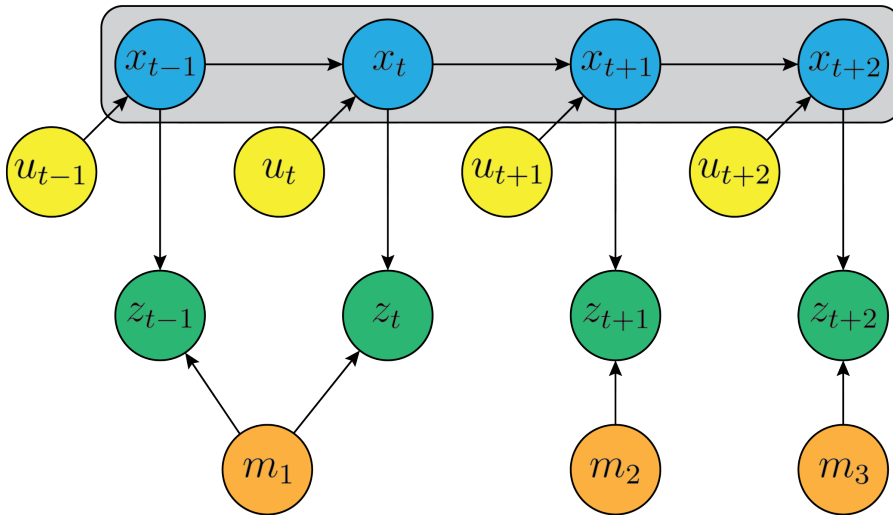 x_{t-1} x_t x_{t+1} x_{t+2}
u_{t-1} u_t u_{t+1} u_{t+2}
z_{t-1} z_t z_{t+1} z_{t+2}
m_1 m_2 m_3